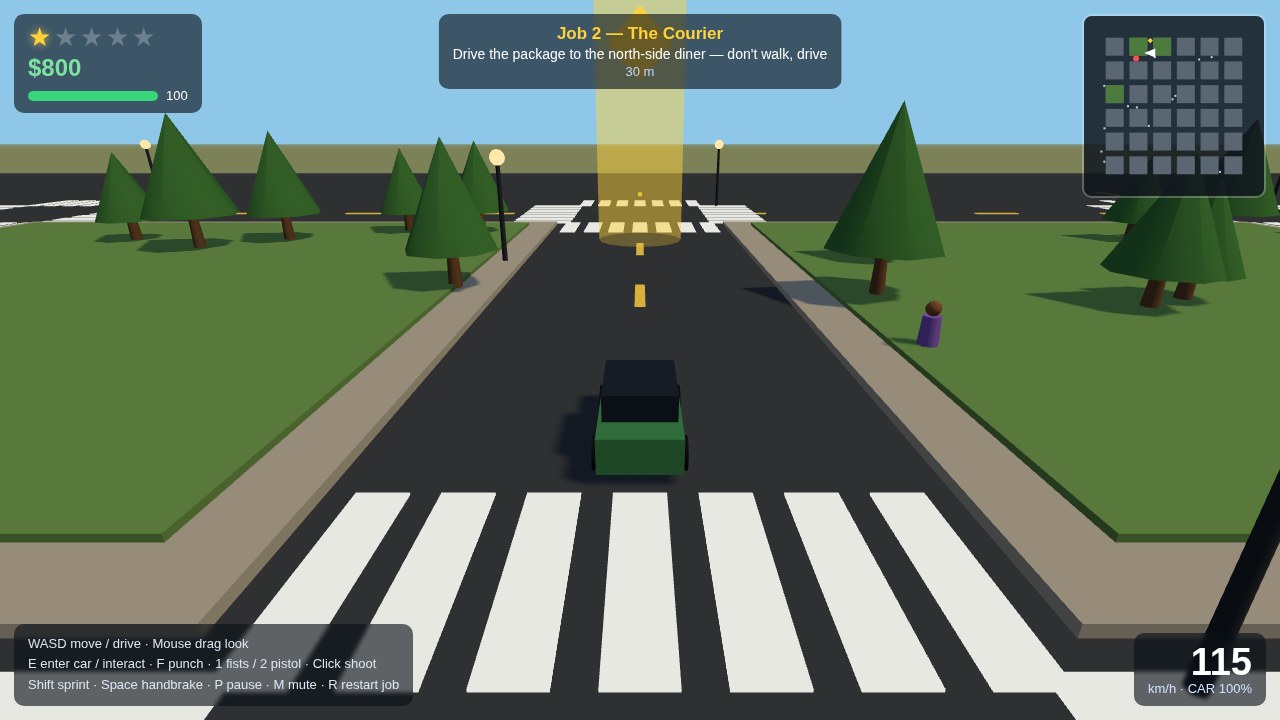 $800
100
Job 2 — The Courier
Drive the package to the north-side diner — don't walk, drive
30 m
WASD move / drive · Mouse drag look
E enter car / interact · F punch · 1 fists / 2 pistol · Click shoot
Shift sprint · Space handbrake · P pause · M mute · R restart job
115
km/h · CAR 100%